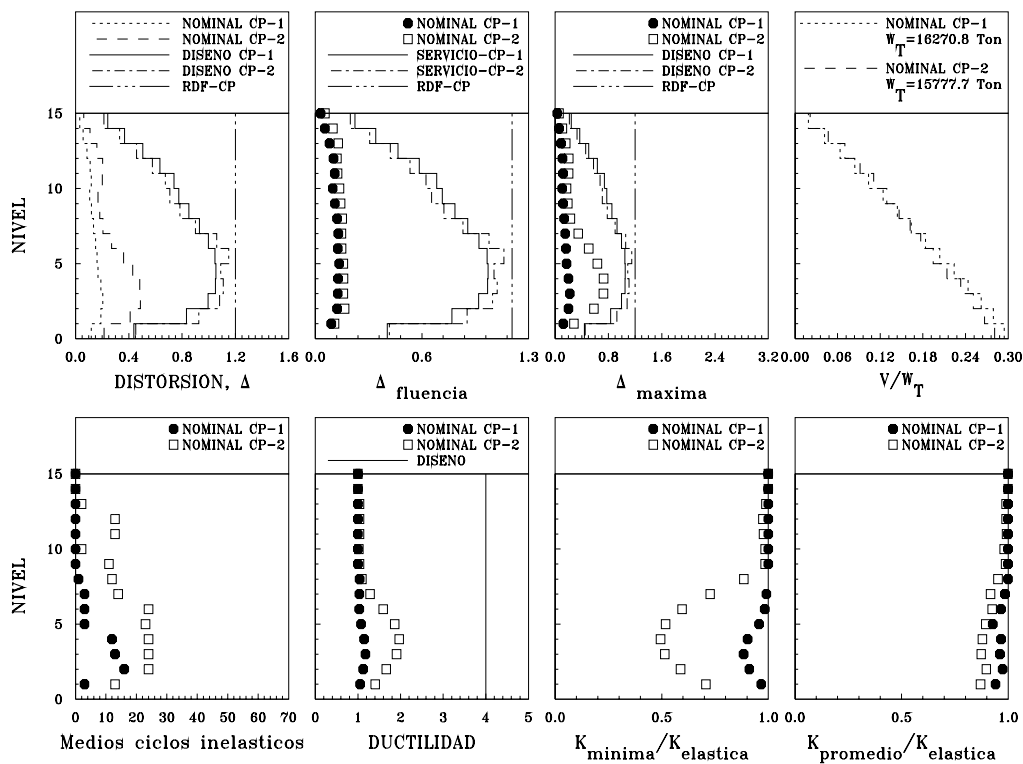 NOMINAL CP-1
NOMINAL CP-2
DISENO CP-1
DISENO CP-2
RDF-CP
NOMINAL CP-1
NOMINAL CP-2
SERVICIO-CP-1
SERVICIO-CP-2
RDF-CP
NOMINAL CP-1
NOMINAL CP-2
DISENO CP-1
DISENO CP-2
RDF-CP
NOMINAL CP-1
W_T=16270.8 Ton
NOMINAL CP-2
W_T=15777.7 Ton
15
10
5
0
NIVEL
0.0 0.4 0.8 1.2 1.6
DISTORSION, Δ
0.0 0.6 1.3
Δ fluencia
0.0 0.8 1.6 2.4 3.2
Δ maxima
0.00 0.06 0.12 0.18 0.24 0.30
V/W_T
NOMINAL CP-1
NOMINAL CP-2
NOMINAL CP-1
NOMINAL CP-2
DISENO
NOMINAL CP-1
NOMINAL CP-2
NOMINAL CP-1
NOMINAL CP-2
15
10
5
0
NIVEL
0 10 20 30 40 50 60 70
Medios ciclos inelasticos
0 1 2 3 4 5
DUCTILIDAD
0.0 0.5 1.0
K_minima/K_elastica
0.0 1.0
K_promedio/K_elastica